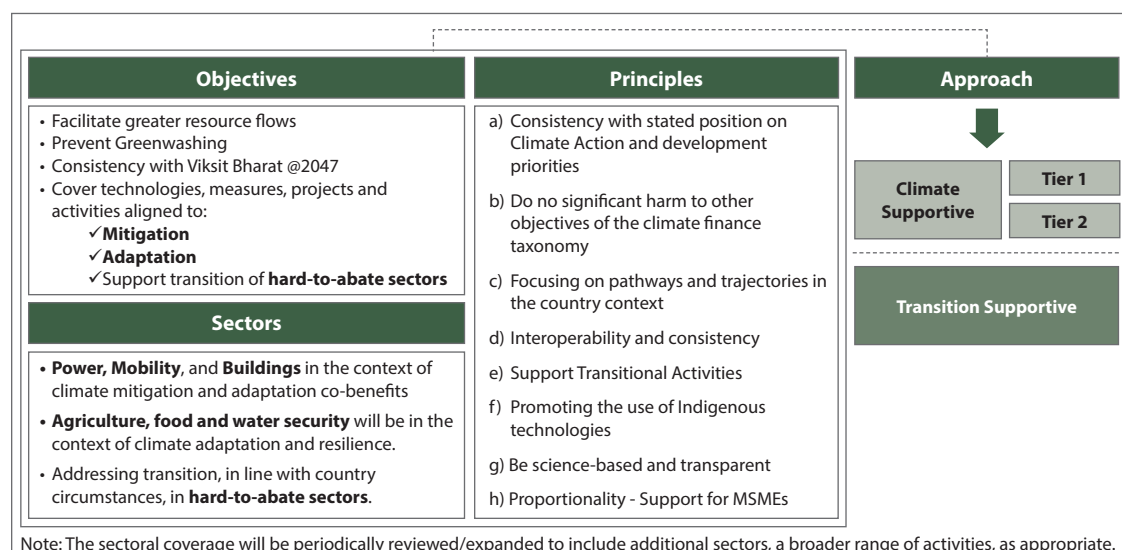 Objectives
• Facilitate greater resource flows
• Prevent Greenwashing
• Consistency with Viksit Bharat @2047
• Cover technologies, measures, projects and
activities aligned to:
✓Mitigation
✓Adaptation
✓Support transition of hard-to-abate sectors
Sectors
• Power, Mobility, and Buildings in the context of
climate mitigation and adaptation co-benefits
• Agriculture, food and water security will be in the
context of climate adaptation and resilience.
• Addressing transition, in line with country
circumstances, in hard-to-abate sectors.
Principles
a) Consistency with stated position on
Climate Action and development
priorities
b) Do no significant harm to other
objectives of the climate finance
taxonomy
c) Focusing on pathways and trajectories in
the country context
d) Interoperability and consistency
e) Support Transitional Activities
f) Promoting the use of Indigenous
technologies
g) Be science-based and transparent
h) Proportionality - Support for MSMEs
Approach
Climate
Supportive
Tier 1
Tier 2
Transition Supportive
Note: The sectoral coverage will be periodically reviewed/expanded to include additional sectors, a broader range of activities, as appropriate.